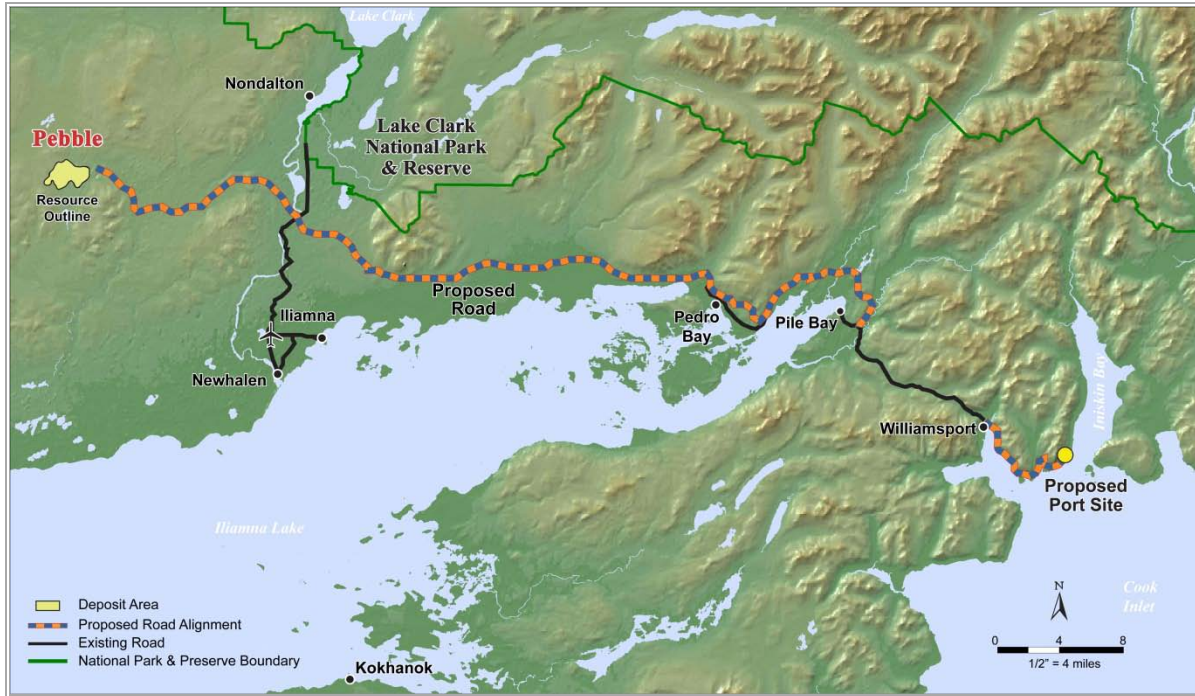 Lake Clark
Nondalton
Pebble
Resource
Outline
Lake Clark
National Park
& Reserve
Proposed
Road
Iliamna
Newhalen
Pedro
Bay
Pile Bay
Williamsport
Iniskin Bay
Proposed
Port Site
Iliamna Lake
Cook
Inlet
Kokhanok
Deposit Area
Proposed Road Alignment
Existing Road
National Park & Preserve Boundary
N
0 4 8
1/2" = 4 miles